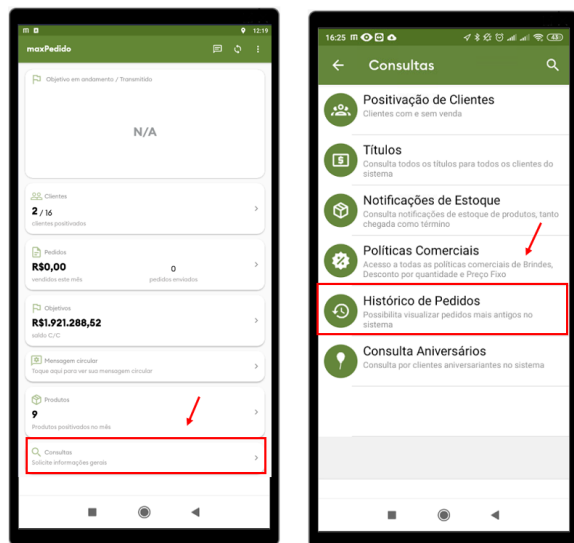 12:19
maxPedido
Objetivo em andamento / Transmitido
N/A
Clientes
2 / 16
clientes positivados
Pedidos
R$0,00
0
vendidos este mês
pedidos enviados
Objetivos
R$1.921.288,52
saldo C/C
Mensagem circular
Toque aqui para ver sua mensagem circular
Produtos
9
Produtos positivados no mês
Consultas
Solicite informações gerais
16:25
Consultas
Positivação de Clientes
Clientes com e sem venda
Títulos
Consulta todos os títulos para todos os clientes do
sistema
Notificações de Estoque
Consulta notificações de estoque de produtos, tanto
chegada como término
Políticas Comerciais
Acesso a todas as políticas comerciais de Brindes,
Desconto por quantidade e Preço Fixo
Histórico de Pedidos
Possibilita visualizar pedidos mais antigos no
sistema
Consulta Aniversários
Consulta por clientes aniversariantes no sistema